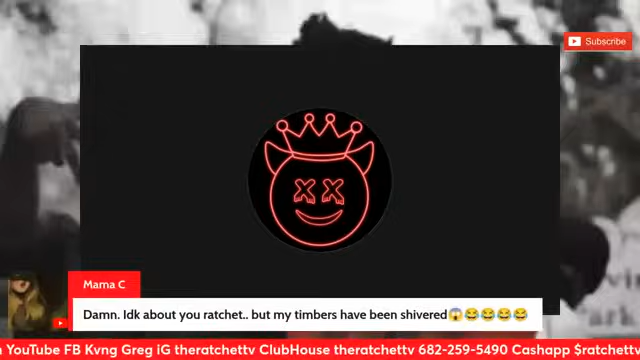 Subscribe
Mama C
Damn. Idk about you ratchet.. but my timbers have been shivered😱😂😂😂😂
YouTube FB Kvng Greg iG theratchettv ClubHouse theratchettv 682-259-5490 Cashapp $ratchettv